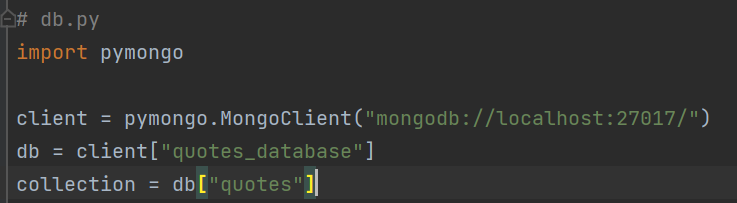 # db.py
import pymongo
client = pymongo.MongoClient("mongodb://localhost:27017/")
db = client["quotes_database"]
collection = db["quotes"]